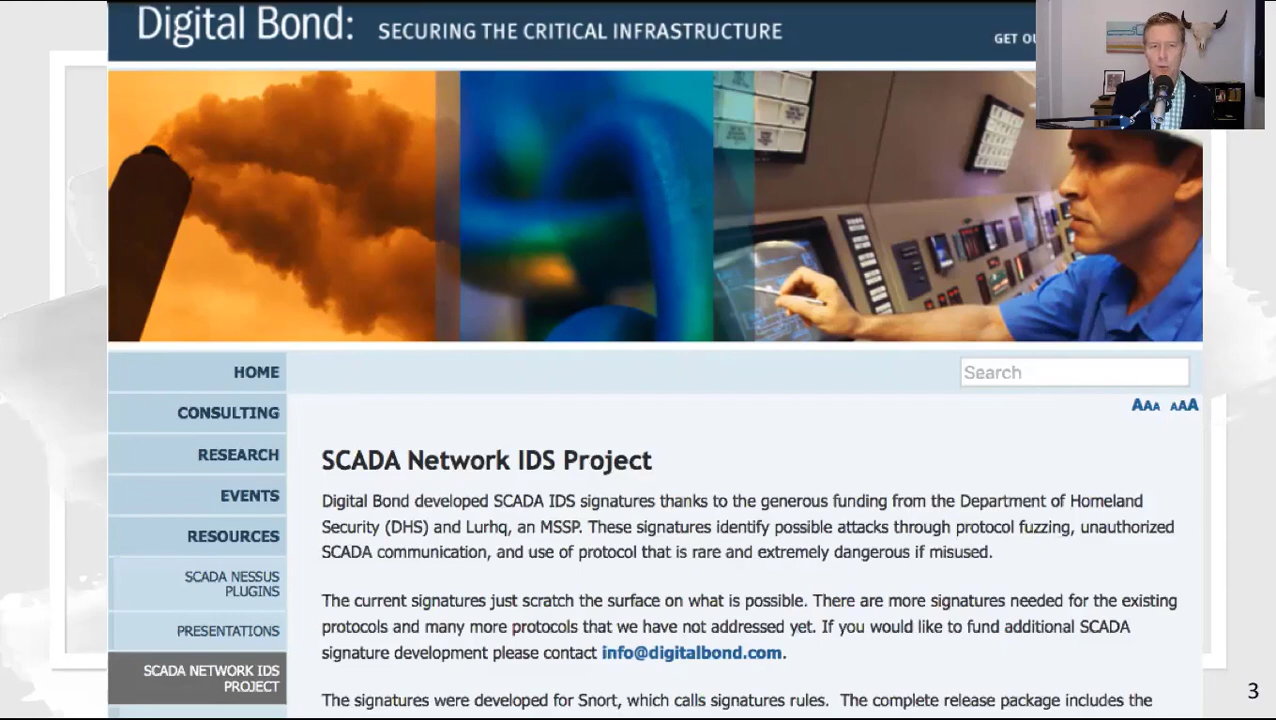 Digital Bond: SECURING THE CRITICAL INFRASTRUCTURE
GET
HOME
CONSULTING
RESEARCH
EVENTS
RESOURCES
SCADA NESSUS
PLUGINS
PRESENTATIONS
SCADA NETWORK IDS
PROJECT
Search
AAA AAA
SCADA Network IDS Project
Digital Bond developed SCADA IDS signatures thanks to the generous funding from the Department of Homeland
Security (DHS) and Lurhq, an MSSP. These signatures identify possible attacks through protocol fuzzing, unauthorized
SCADA communication, and use of protocol that is rare and extremely dangerous if misused.
The current signatures just scratch the surface on what is possible. There are more signatures needed for the existing
protocols and many more protocols that we have not addressed yet. If you would like to fund additional SCADA
signature development please contact info@digitalbond.com.
The signatures were developed for Snort, which calls signatures rules. The complete release package includes the
3